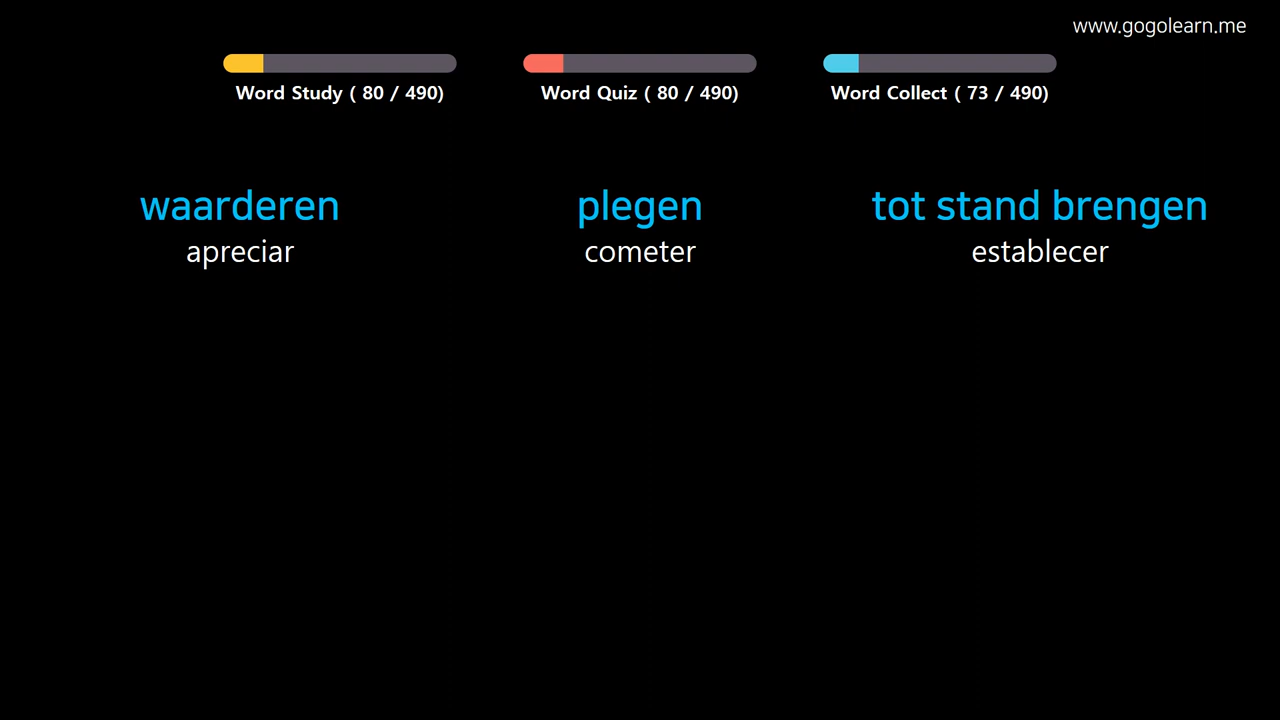 www.gogolearn.me
Word Study ( 80 / 490)
Word Quiz ( 80 / 490)
Word Collect ( 73 / 490)
waarderen
apreciar
plegen
cometer
tot stand brengen
establecer